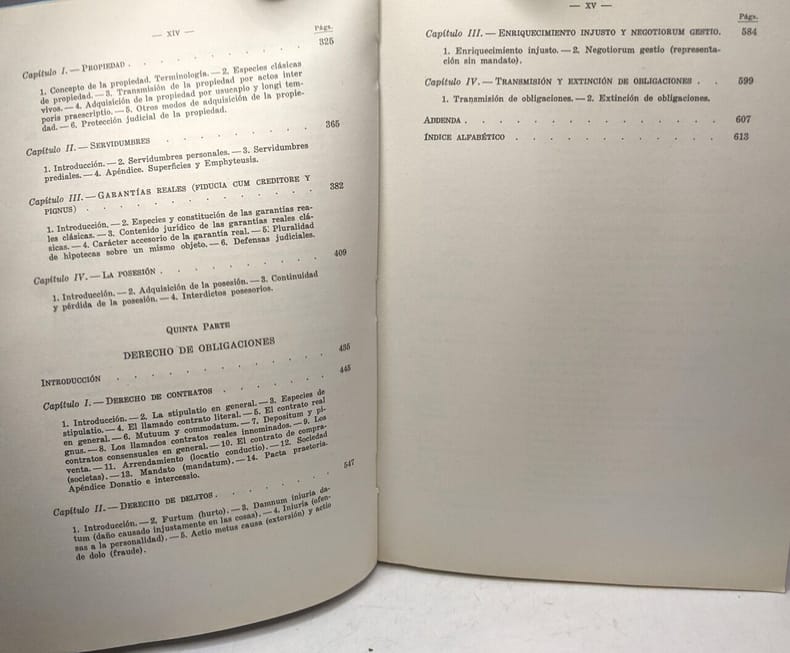 — XIV —
Págs.
Capítulo I. — PROPIEDAD . . . . . . . . . . 325
1. Concepto de la propiedad. Terminología. — 2. Especies clásicas
de propiedad. — 3. Transmisión de la propiedad por actos inter
vivos. — 4. Adquisición de la propiedad por usucapio y longi tem-
poris praescriptio. — 5. Otros modos de adquisición de la propie-
dad. — 6. Protección judicial de la propiedad.
Capítulo II. — SERVIDUMBRES . . . . . . . . . 365
1. Introducción. — 2. Servidumbres personales. — 3. Servidumbres
prediales. — 4. Apéndice. Superficies y Emphyteusis.
Capítulo III. — GARANTÍAS REALES (FIDUCIA CUM CREDITORE Y
PIGNUS) . . . . . . . . . . . . 382
1. Introducción. — 2. Especies y constitución de las garantías rea-
les clásicas. — 3. Contenido jurídico de las garantías reales clá-
sicas. — 4. Carácter accesorio de la garantía real. — 5. Pluralidad
de hipotecas sobre un mismo objeto. — 6. Defensas judiciales.
Capítulo IV. — LA POSESIÓN . . . . . . . . . 409
1. Introducción. — 2. Adquisición de la posesión. — 3. Continuidad
y pérdida de la posesión. — 4. Interdictos posesorios.
QUINTA PARTE
DERECHO DE OBLIGACIONES
INTRODUCCIÓN . . . . . . . . . . . 435
Capítulo I. — DERECHO DE CONTRATOS . . . . . . 445
1. Introducción. — 2. La stipulatio en general. — 3. Especies de
stipulatio. — 4. El llamado contrato literal. — 5. El contrato real
en general. — 6. Mutuum y commodatum. — 7. Depositum y pi-
gnus. — 8. Los llamados contratos reales innominados. — 9. Los
contratos consensuales en general. — 10. El contrato de compra-
venta. — 11. Arrendamiento (locatio conductio). — 12. Sociedad
(societas). — 13. Mandato (mandatum). — 14. Pacta praetoria.
Apéndice Donatio e intercessio.
Capítulo II. — DERECHO DE DELITOS . . . . . . . 547
1. Introducción. — 2. Furtum (hurto). — 3. Damnum iniuria da-
tum (daño causado injustamente en las cosas). — 4. Iniuria (ofen-
sas a la personalidad). — 5. Actio metus causa (extorsión) y actio
de dolo (fraude).
— XV —
Págs.
Capítulo III. — ENRIQUECIMIENTO INJUSTO Y NEGOTIORUM GESTIO. 584
1. Enriquecimiento injusto. — 2. Negotiorum gestio (representa-
ción sin mandato).
Capítulo IV. — TRANSMISIÓN Y EXTINCIÓN DE OBLIGACIONES . . 599
1. Transmisión de obligaciones. — 2. Extinción de obligaciones.
ADDENDA . . . . . . . . . . . . . 607
ÍNDICE ALFABÉTICO . . . . . . . . . . . 613